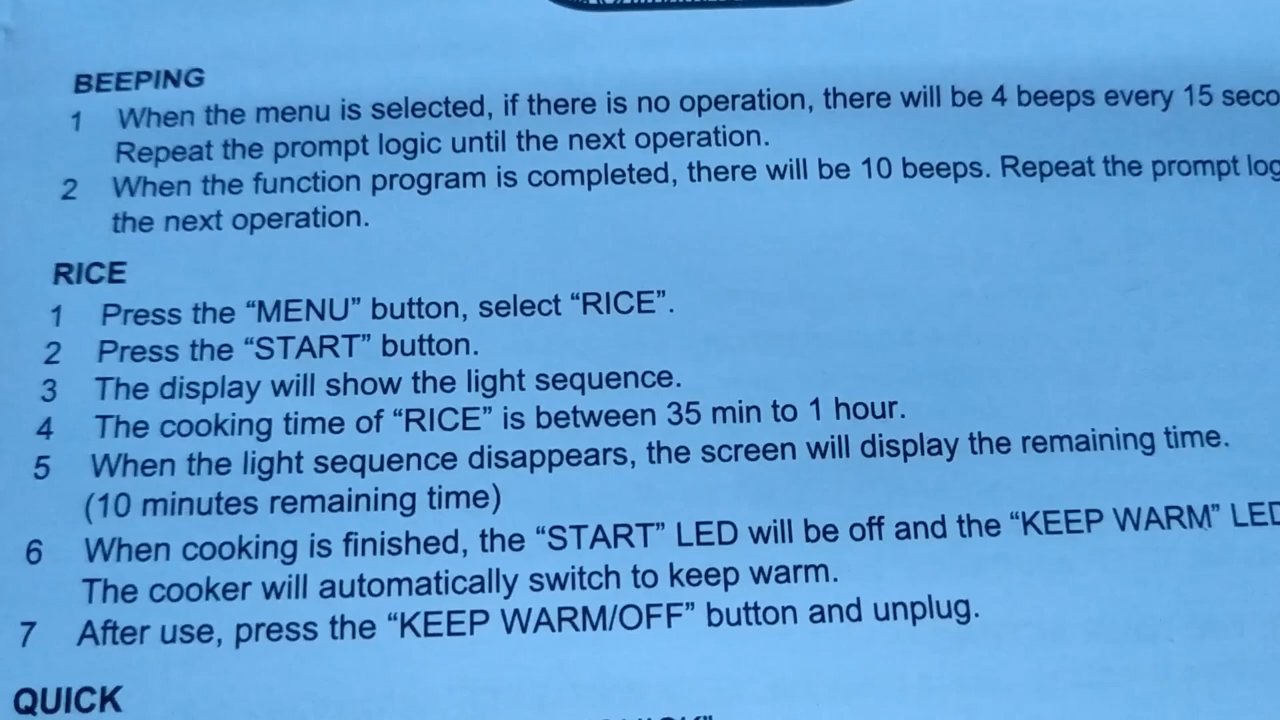 BEEPING
1 When the menu is selected, if there is no operation, there will be 4 beeps every 15 seco
Repeat the prompt logic until the next operation.
2 When the function program is completed, there will be 10 beeps. Repeat the prompt log
the next operation.
RICE
1 Press the “MENU” button, select “RICE”.
2 Press the “START” button.
3 The display will show the light sequence.
4 The cooking time of “RICE” is between 35 min to 1 hour.
5 When the light sequence disappears, the screen will display the remaining time.
(10 minutes remaining time)
6 When cooking is finished, the “START” LED will be off and the “KEEP WARM” LED
The cooker will automatically switch to keep warm.
7 After use, press the “KEEP WARM/OFF” button and unplug.
QUICK